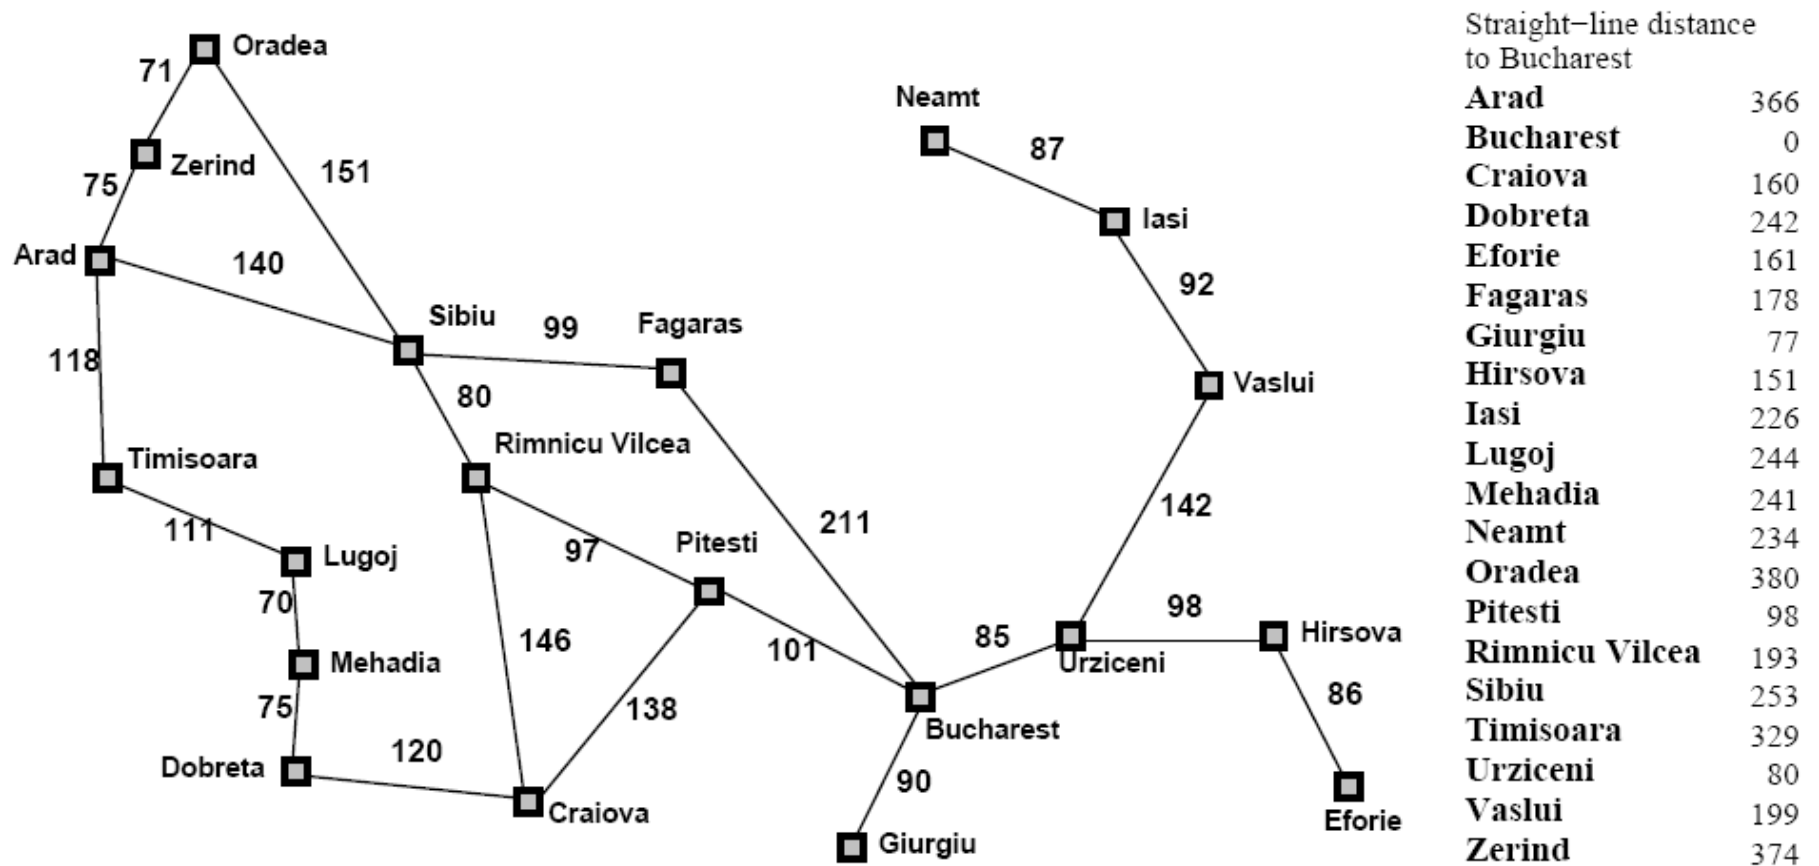 Oradea
71
Neamt
87
Zerind
151
75
Iasi
Arad
140
92
Sibiu
99
Fagaras
118
80
Vaslui
Rimnicu Vilcea
Timisoara
142
211
111
97
Pitesti
Lugoj
70
98
146
101
85
Hirsova
Urziceni
Mehadia
86
75
138
Bucharest
120
Dobreta
90
Craiova
Eforie
Giurgiu
Straight−line distance
to Bucharest
Arad 366
Bucharest 0
Craiova 160
Dobreta 242
Eforie 161
Fagaras 178
Giurgiu 77
Hirsova 151
Iasi 226
Lugoj 244
Mehadia 241
Neamt 234
Oradea 380
Pitesti 98
Rimnicu Vilcea 193
Sibiu 253
Timisoara 329
Urziceni 80
Vaslui 199
Zerind 374